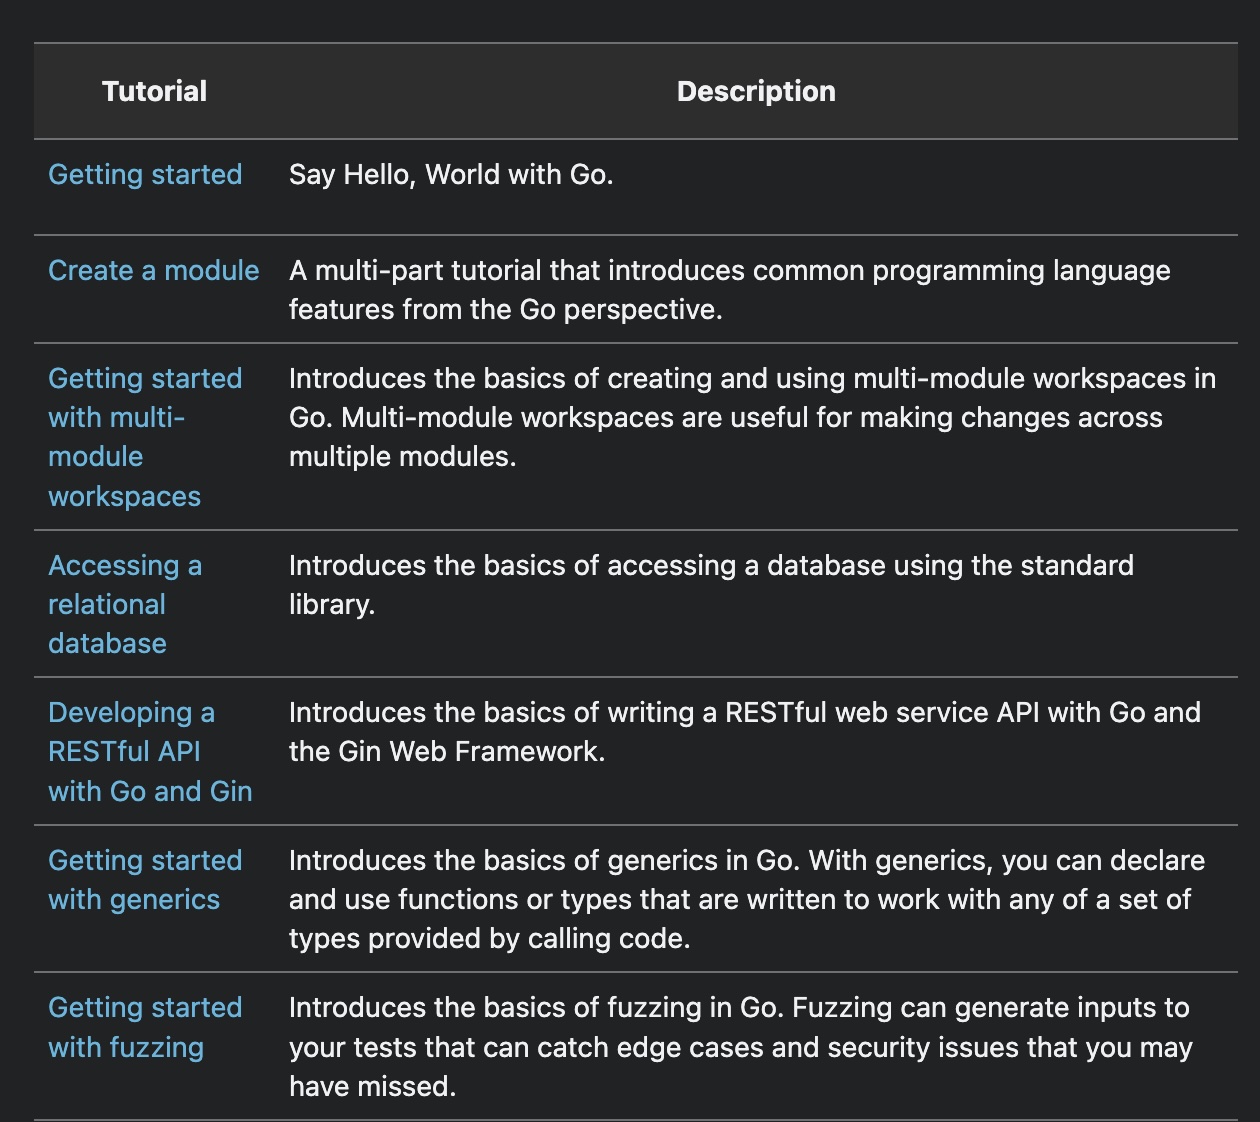 Tutorial
Description
Getting started
Say Hello, World with Go.
Create a module
A multi-part tutorial that introduces common programming language
features from the Go perspective.
Getting started
with multi-
module
workspaces
Introduces the basics of creating and using multi-module workspaces in
Go. Multi-module workspaces are useful for making changes across
multiple modules.
Accessing a
relational
database
Introduces the basics of accessing a database using the standard
library.
Developing a
RESTful API
with Go and Gin
Introduces the basics of writing a RESTful web service API with Go and
the Gin Web Framework.
Getting started
with generics
Introduces the basics of generics in Go. With generics, you can declare
and use functions or types that are written to work with any of a set of
types provided by calling code.
Getting started
with fuzzing
Introduces the basics of fuzzing in Go. Fuzzing can generate inputs to
your tests that can catch edge cases and security issues that you may
have missed.